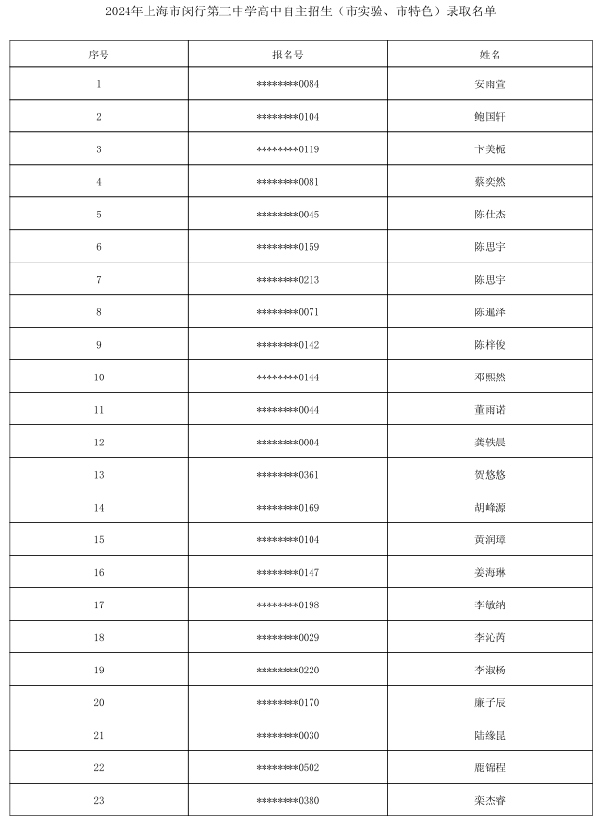 2024年上海市闵行第二中学高中自主招生（市实验、市特色）录取名单
序号 报名号 姓名
1 ********0084 安雨萱
2 ********0104 鲍国轩
3 ********0119 卞美栀
4 ********0081 蔡奕然
5 ********0045 陈仕杰
6 ********0159 陈思宇
7 ********0213 陈思宇
8 ********0071 陈暹泽
9 ********0142 陈梓俊
10 ********0144 邓熙然
11 ********0044 董雨诺
12 ********0004 龚轶晨
13 ********0361 贺悠悠
14 ********0169 胡峰源
15 ********0104 黄润璋
16 ********0147 姜海琳
17 ********0198 李敏纳
18 ********0029 李沁芮
19 ********0220 李淑杨
20 ********0170 廉子辰
21 ********0030 陆缘昆
22 ********0502 鹿锦程
23 ********0380 栾杰睿